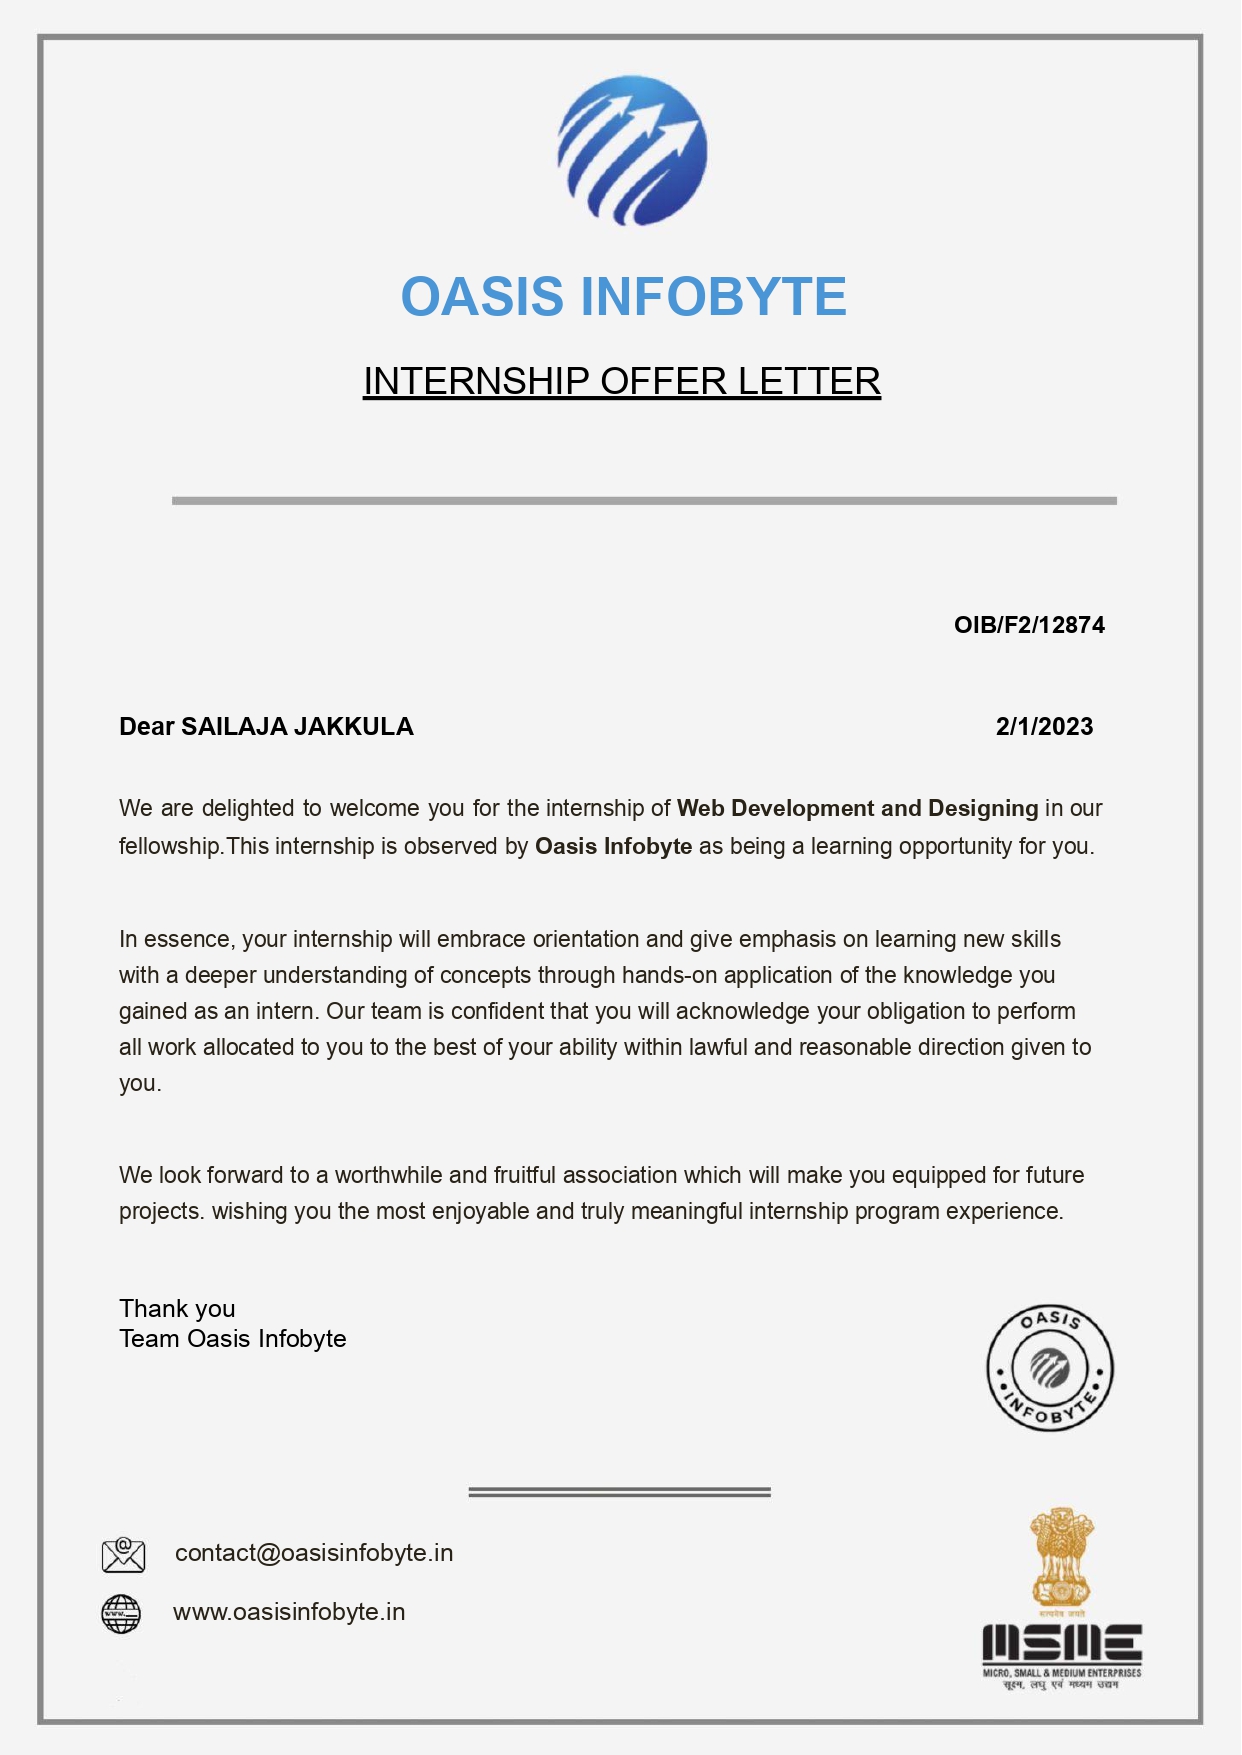 OASIS INFOBYTE
INTERNSHIP OFFER LETTER
OIB/F2/12874
Dear SAILAJA JAKKULA 2/1/2023
We are delighted to welcome you for the internship of Web Development and Designing in our
fellowship.This internship is observed by Oasis Infobyte as being a learning opportunity for you.
In essence, your internship will embrace orientation and give emphasis on learning new skills
with a deeper understanding of concepts through hands-on application of the knowledge you
gained as an intern. Our team is confident that you will acknowledge your obligation to perform
all work allocated to you to the best of your ability within lawful and reasonable direction given to
you.
We look forward to a worthwhile and fruitful association which will make you equipped for future
projects. wishing you the most enjoyable and truly meaningful internship program experience.
Thank you
Team Oasis Infobyte
OASIS
INFOBYTE
@
contact@oasisinfobyte.in
www.
www.oasisinfobyte.in
सत्यमेव जयते
MSME
MICRO, SMALL & MEDIUM ENTERPRISES
सूक्ष्म, लघु एवं मध्यम उद्यम